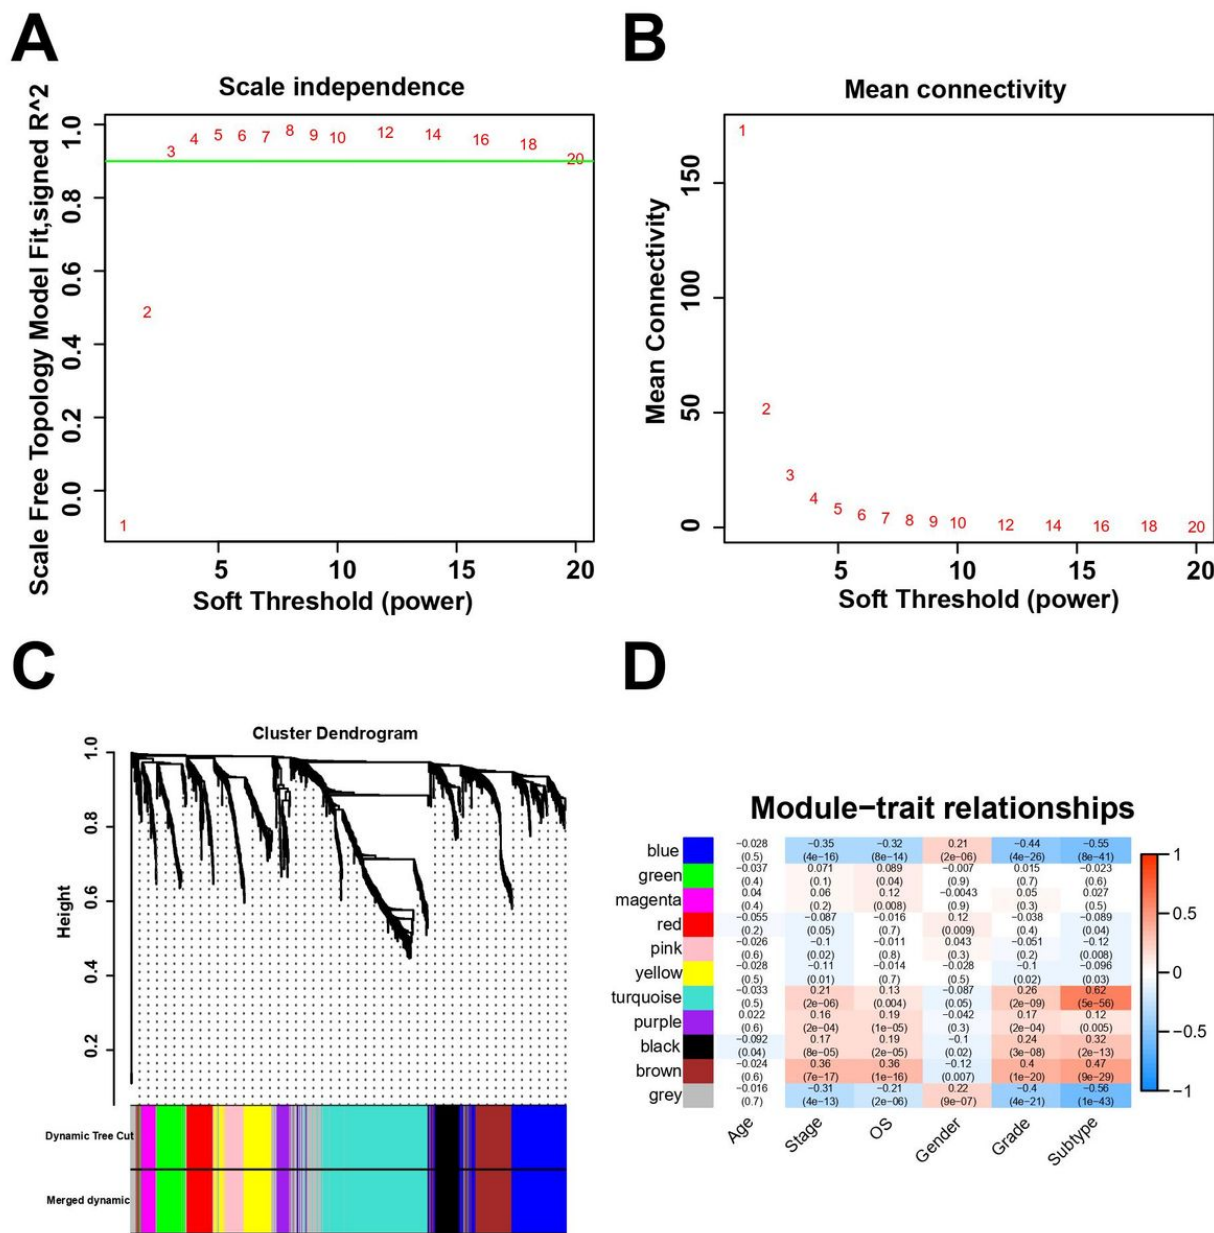 A
Scale independence
Scale Free Topology Model Fit,signed R^2
1.0
0.8
0.6
0.4
0.2
0.0
1 2 3 4 5 6 7 8 9 10 12 14 16 18 20
5 10 15 20
Soft Threshold (power)
B
Mean connectivity
Mean Connectivity
150
100
50
0
1 2 3 4 5 6 7 8 9 10 12 14 16 18 20
5 10 15 20
Soft Threshold (power)
C
Cluster Dendrogram
Height
1.0
0.8
0.6
0.4
0.2
Dynamic Tree Cut
Merged dynamic
D
Module−trait relationships
blue −0.028 −0.35 −0.32 0.21 −0.44 −0.55
(0.5) (4e−16) (8e−14) (2e−06) (4e−26) (8e−41)
green −0.037 0.071 0.089 −0.007 0.015 −0.023
(0.4) (0.1) (0.04) (0.9) (0.7) (0.6)
magenta 0.04 0.06 0.12 −0.0043 0.05 0.027
(0.4) (0.2) (0.008) (0.9) (0.3) (0.5)
red −0.055 −0.087 −0.016 0.12 −0.038 −0.089
(0.2) (0.05) (0.7) (0.009) (0.4) (0.04)
pink −0.026 −0.1 −0.011 0.043 −0.051 −0.12
(0.6) (0.02) (0.8) (0.3) (0.2) (0.008)
yellow −0.028 −0.11 −0.014 −0.028 −0.1 −0.096
(0.5) (0.01) (0.7) (0.5) (0.02) (0.03)
turquoise −0.033 0.21 0.13 −0.087 0.26 0.62
(0.5) (2e−06) (0.004) (0.05) (2e−09) (5e−56)
purple 0.022 0.16 0.19 −0.042 0.17 0.12
(0.6) (2e−04) (1e−05) (0.3) (2e−04) (0.005)
black −0.092 0.17 0.19 −0.1 0.24 0.32
(0.04) (8e−05) (2e−05) (0.02) (3e−08) (2e−13)
brown −0.024 0.36 0.36 −0.12 0.4 0.47
(0.6) (7e−17) (1e−16) (0.007) (1e−20) (9e−29)
grey −0.016 −0.31 −0.21 0.22 −0.4 −0.56
(0.7) (4e−13) (2e−06) (9e−07) (4e−21) (1e−43)
Age Stage OS Gender Grade Subtype
1
0.5
0
−0.5
−1